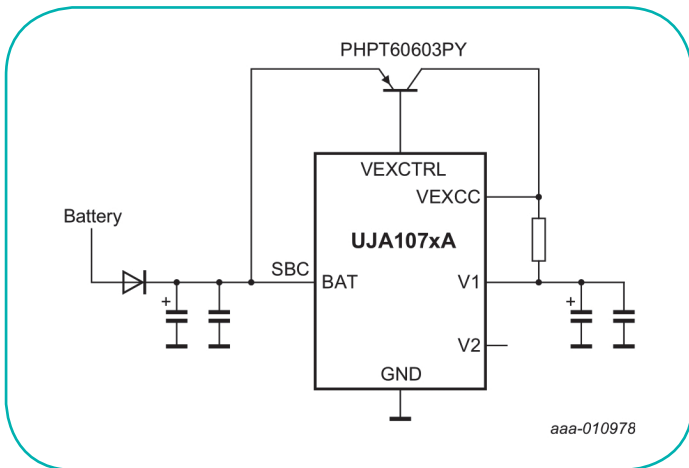 PHPT60603PY
VEXCTRL
VEXCC
Battery
UJA107xA
SBC
BAT
V1
+
+
V2
GND
aaa-010978